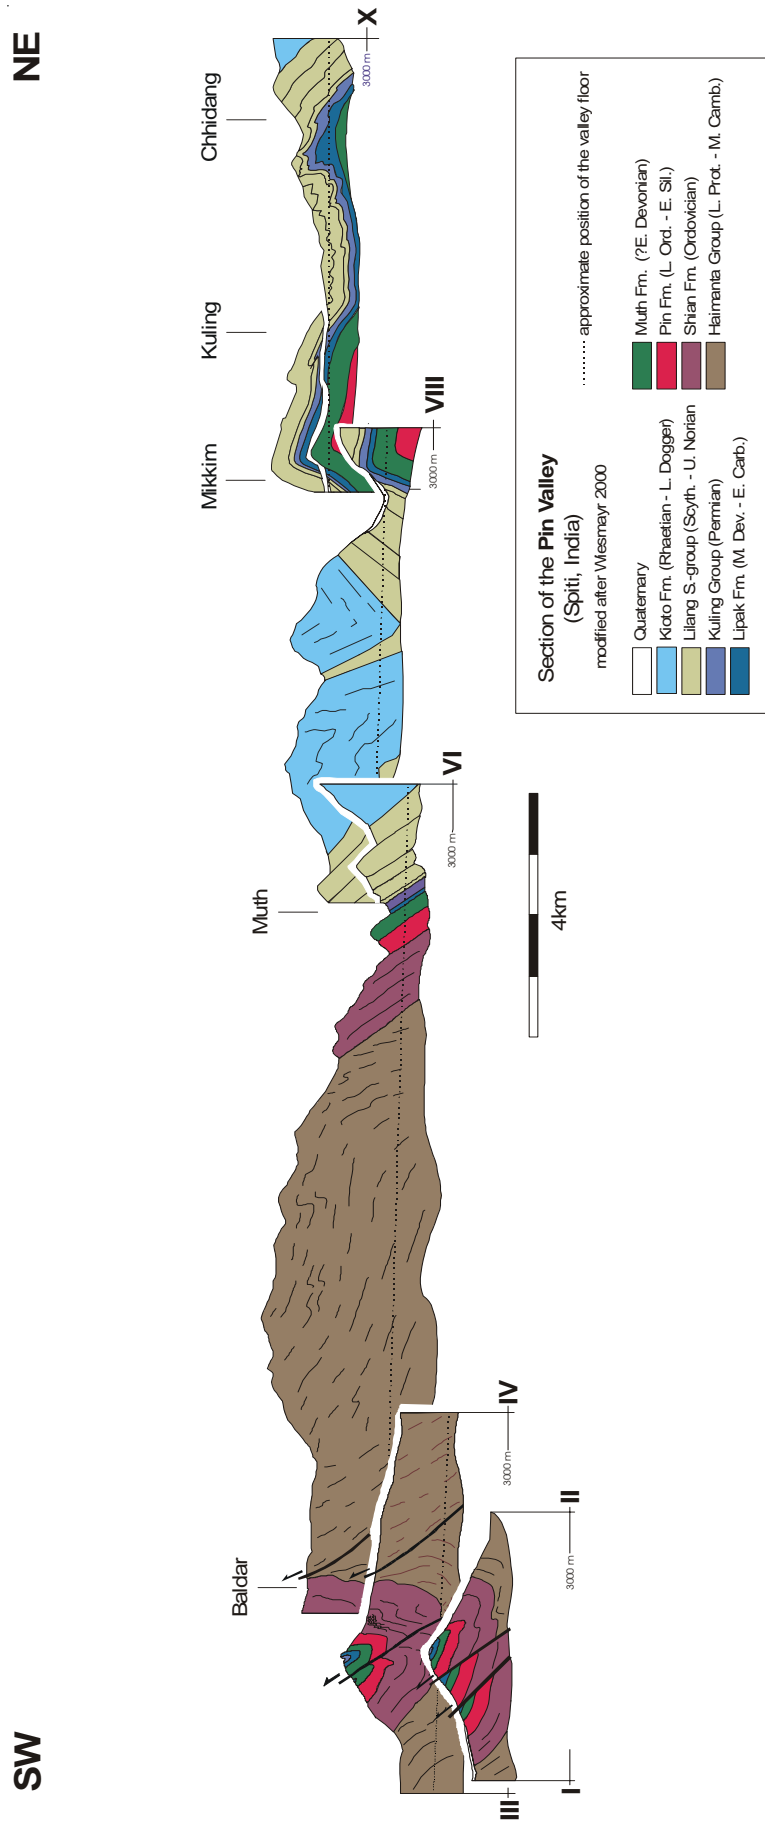 SW
NE
Baldar
Muth
Mikkim
Kuling
Chhidang
I
II
III
IV
VI
VIII
X
3000 m
3000 m
3000 m
3000 m
3000 m
4km
Section of the Pin Valley
(Spiti, India)
modified after Wiesmayr 2000
approximate position of the valley floor
Quaternary
Kioto Fm. (Rhaetian - L. Dogger)
Lilang S.-group (Scyth. - U. Norian
Kuling Group (Permian)
Lipak Fm. (M. Dev. - E. Carb.)
Muth Fm. (?E. Devonian)
Pin Fm. (L. Ord. - E. Sil.)
Shian Fm. (Ordovician)
Haimanta Group (L. Prot. - M. Camb.)